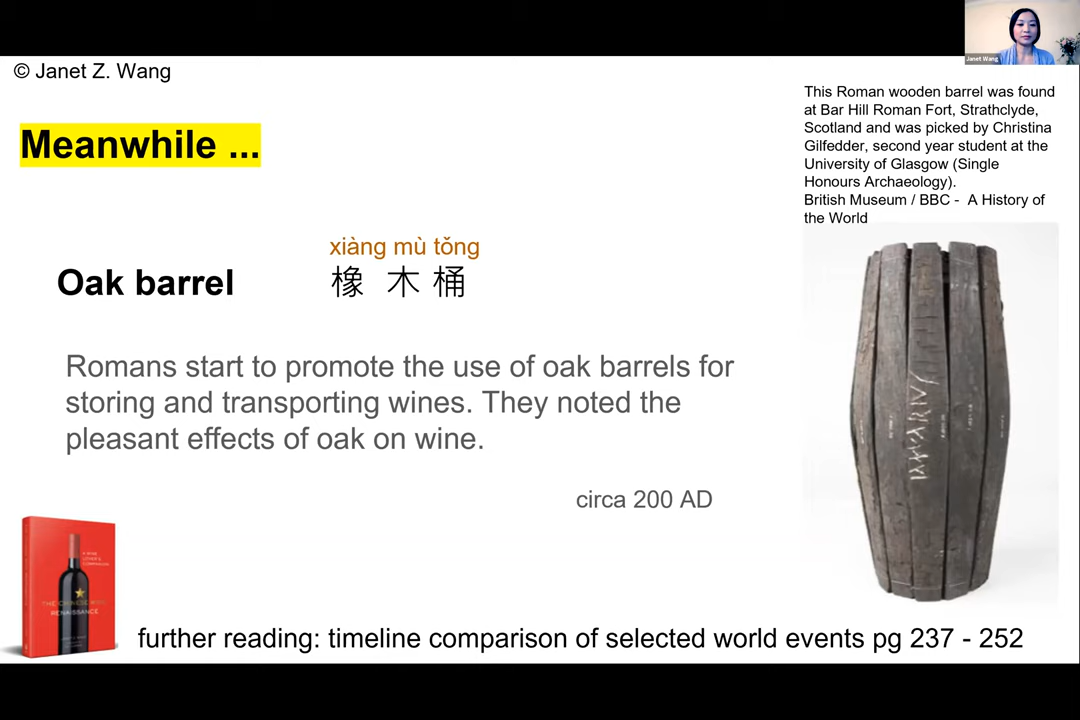 Janet Wang
© Janet Z. Wang
This Roman wooden barrel was found
at Bar Hill Roman Fort, Strathclyde,
Scotland and was picked by Christina
Gilfedder, second year student at the
University of Glasgow (Single
Honours Archaeology).
British Museum / BBC - A History of
the World
Meanwhile ...
xiàng mù tǒng
Oak barrel
橡 木 桶
Romans start to promote the use of oak barrels for
storing and transporting wines. They noted the
pleasant effects of oak on wine.
circa 200 AD
A WINE
LOVER'S
COMPANION
THE CHINESE WINE
RENAISSANCE
further reading: timeline comparison of selected world events pg 237 - 252